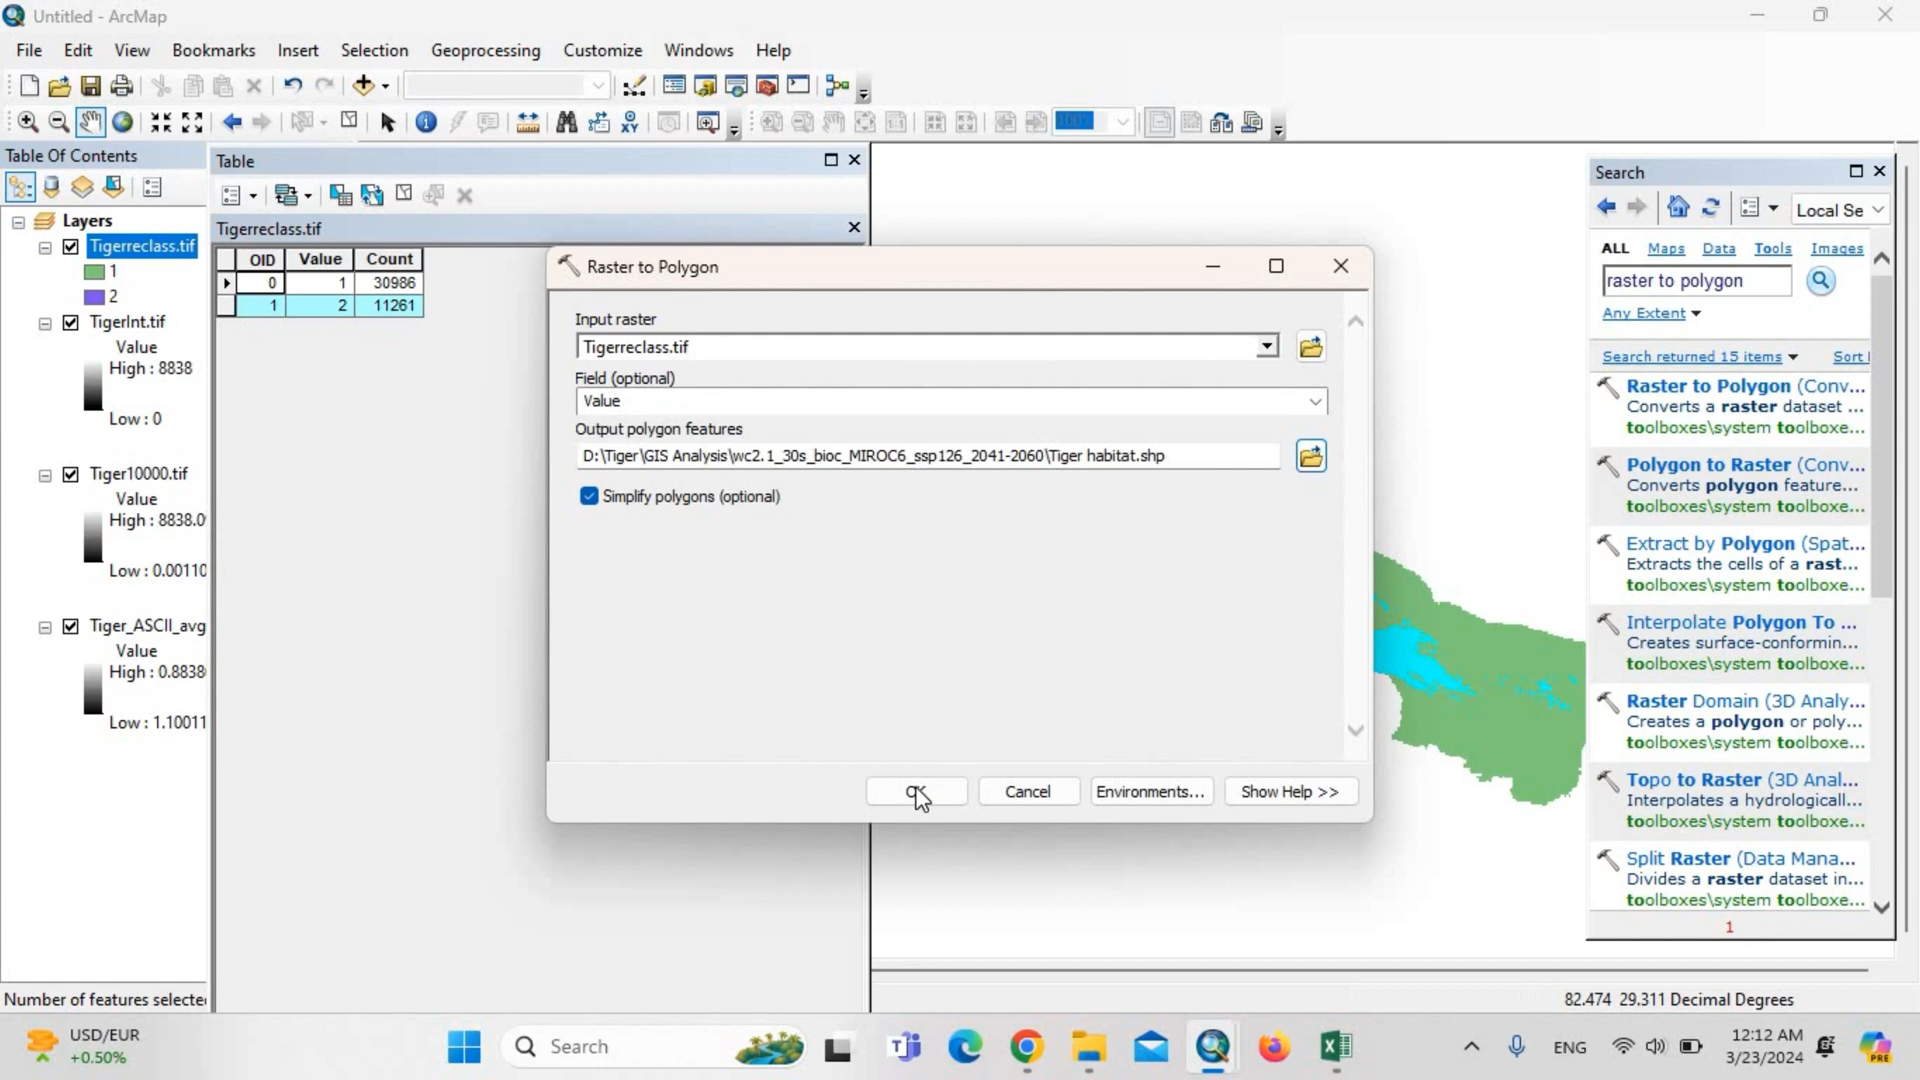 Untitled - ArcMap
File Edit View Bookmarks Insert Selection Geoprocessing Customize Windows Help
100%
Table Of Contents
Layers
Tigerreclass.tif
1
2
TigerInt.tif
Value
High : 8838
Low : 0
Tiger10000.tif
Value
High : 8838.0
Low : 0.00110
Tiger_ASCII_avg
Value
High : 0.8838
Low : 1.10011
Number of features selected
Table
Tigerreclass.tif
OID Value Count
0 1 30986
1 2 11261
Raster to Polygon
Input raster
Tigerreclass.tif
Field (optional)
Value
Output polygon features
D:\Tiger\GIS Analysis\wc2.1_30s_bioc_MIROC6_ssp126_2041-2060\Tiger habitat.shp
Simplify polygons (optional)
OK Cancel Environments... Show Help >>
Search
Local Se
ALL Maps Data Tools Images
raster to polygon
Any Extent
Search returned 15 items Sort
Raster to Polygon (Conv...
Converts a raster dataset ...
toolboxes\system toolboxe...
Polygon to Raster (Conv...
Converts polygon feature...
toolboxes\system toolboxe...
Extract by Polygon (Spat...
Extracts the cells of a rast...
toolboxes\system toolboxe...
Interpolate Polygon To ...
Creates surface-conformin...
toolboxes\system toolboxe...
Raster Domain (3D Analy...
Creates a polygon or poly...
toolboxes\system toolboxe...
Topo to Raster (3D Anal...
Interpolates a hydrologicall...
toolboxes\system toolboxe...
Split Raster (Data Mana...
Divides a raster dataset in...
toolboxes\system toolboxe...
1
82.474 29.311 Decimal Degrees
USD/EUR
+0.50%
Search
ENG
12:12 AM
3/23/2024
PRE